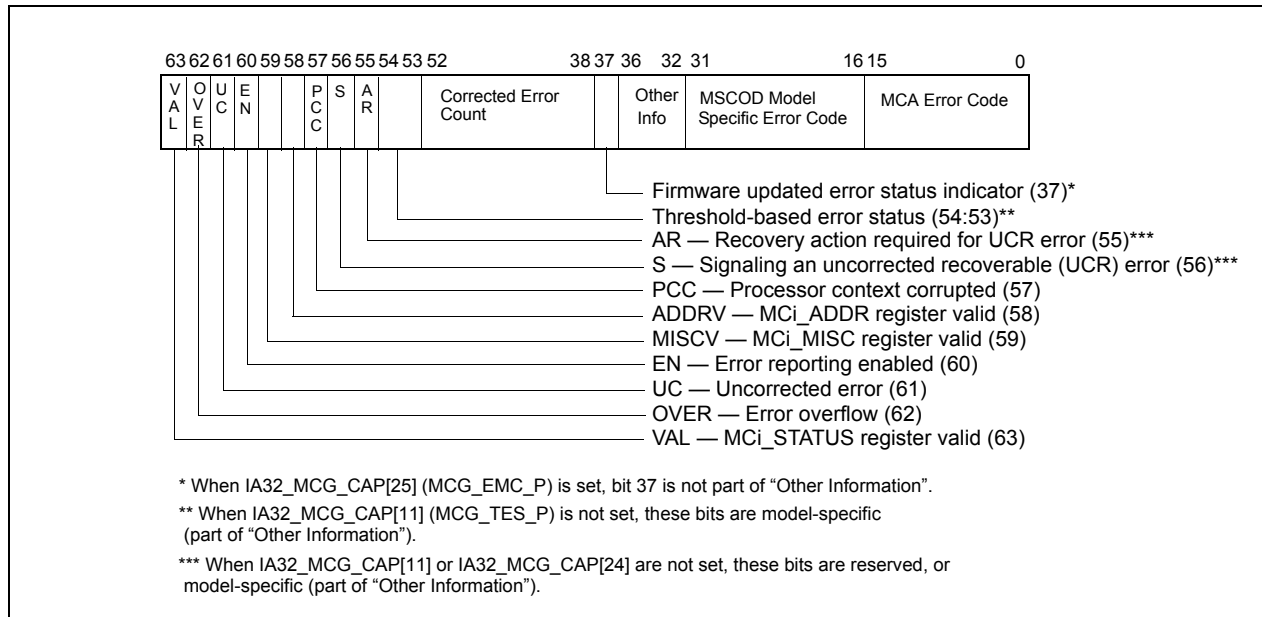 63 62 61 60 59 58 57 56 55 54 53 52 38 37 36 32 31 16 15 0
VAL
OVER
UC
EN
PCC
S
AR
Corrected Error
Count
Other
Info
MSCOD Model
Specific Error Code
MCA Error Code
Firmware updated error status indicator (37)*
Threshold-based error status (54:53)**
AR — Recovery action required for UCR error (55)***
S — Signaling an uncorrected recoverable (UCR) error (56)***
PCC — Processor context corrupted (57)
ADDRV — MCi_ADDR register valid (58)
MISCV — MCi_MISC register valid (59)
EN — Error reporting enabled (60)
UC — Uncorrected error (61)
OVER — Error overflow (62)
VAL — MCi_STATUS register valid (63)
* When IA32_MCG_CAP[25] (MCG_EMC_P) is set, bit 37 is not part of “Other Information”.
** When IA32_MCG_CAP[11] (MCG_TES_P) is not set, these bits are model-specific
(part of “Other Information”).
*** When IA32_MCG_CAP[11] or IA32_MCG_CAP[24] are not set, these bits are reserved, or
model-specific (part of “Other Information”).